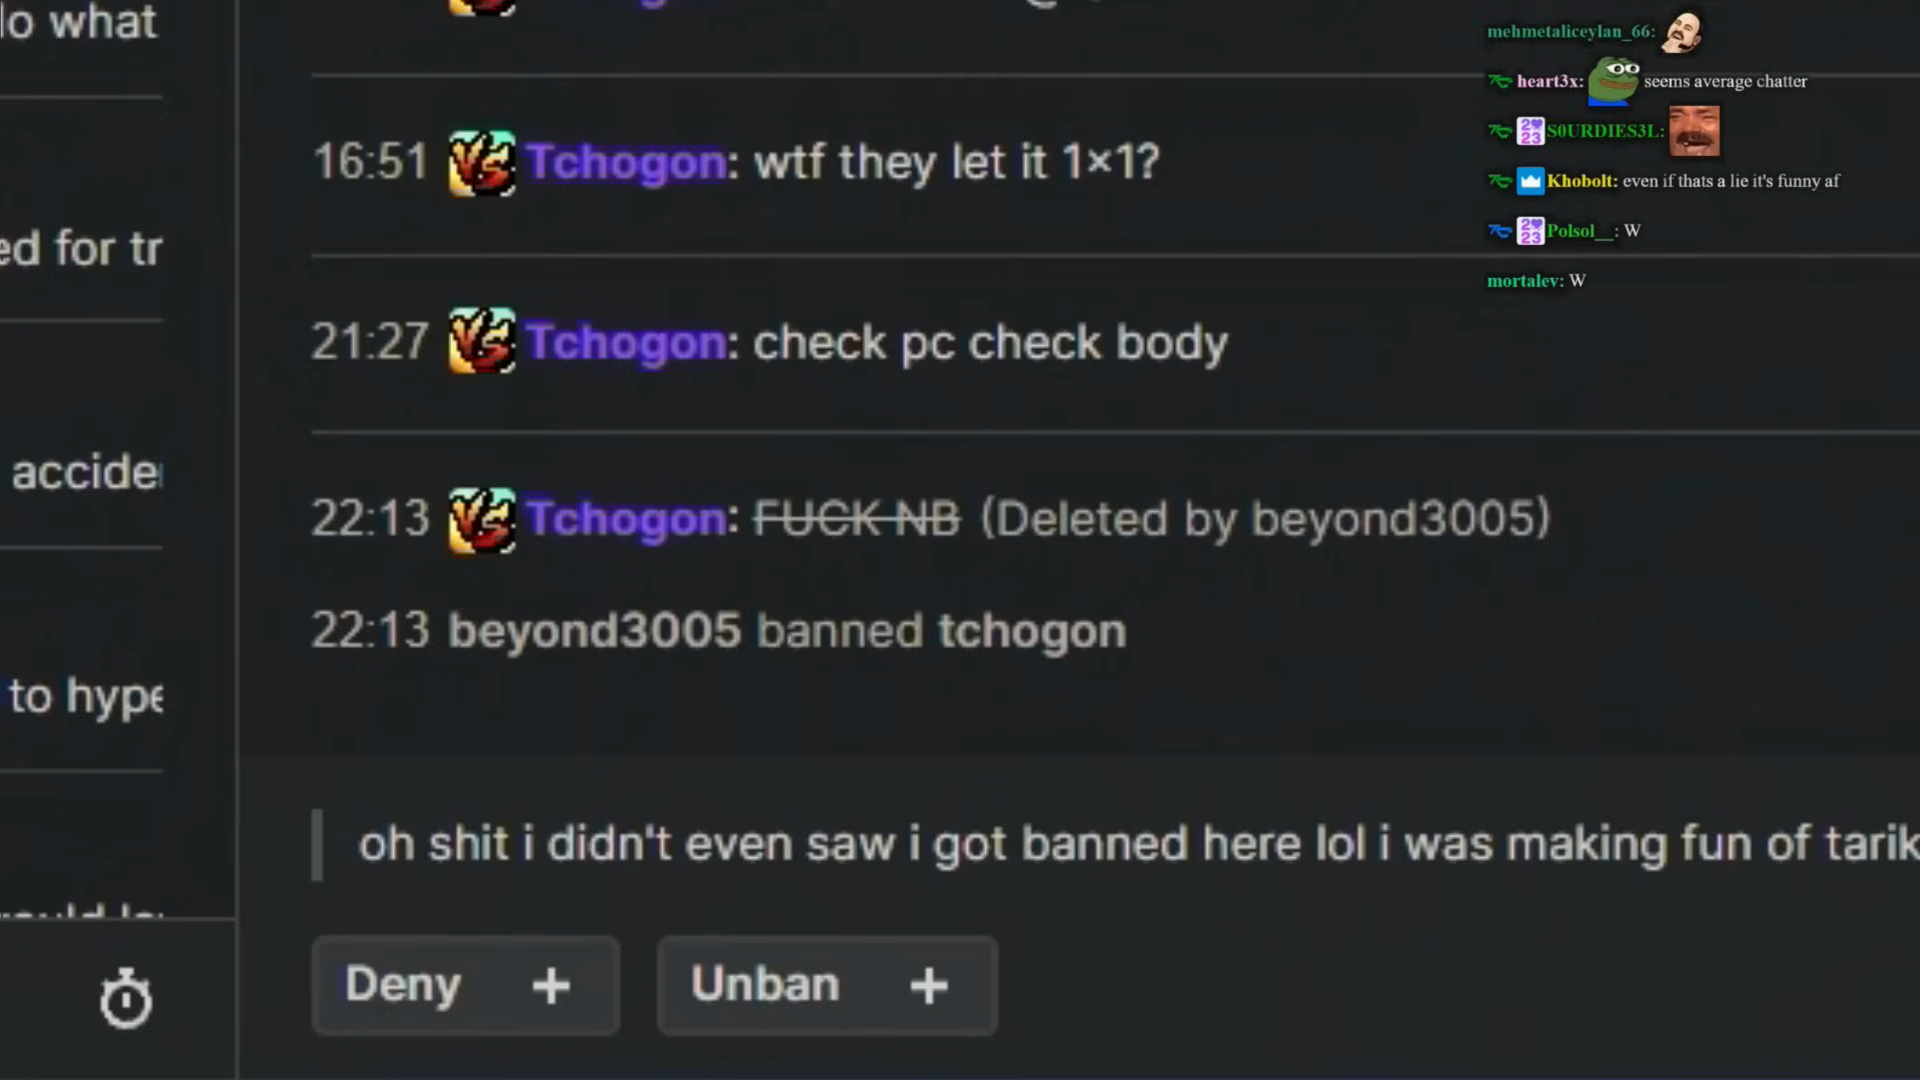 lo what
ed for tr
accide
to hype
16:51 Tchogon: wtf they let it 1×1?
21:27 Tchogon: check pc check body
22:13 Tchogon: FUCK NB (Deleted by beyond3005)
22:13 beyond3005 banned tchogon
oh shit i didn't even saw i got banned here lol i was making fun of tarik
Deny +
Unban +
mehmetaliceylan_66:
heart3x: seems average chatter
S0URDIES3L:
Khobolt: even if thats a lie it's funny af
Polsol__: W
mortalev: W